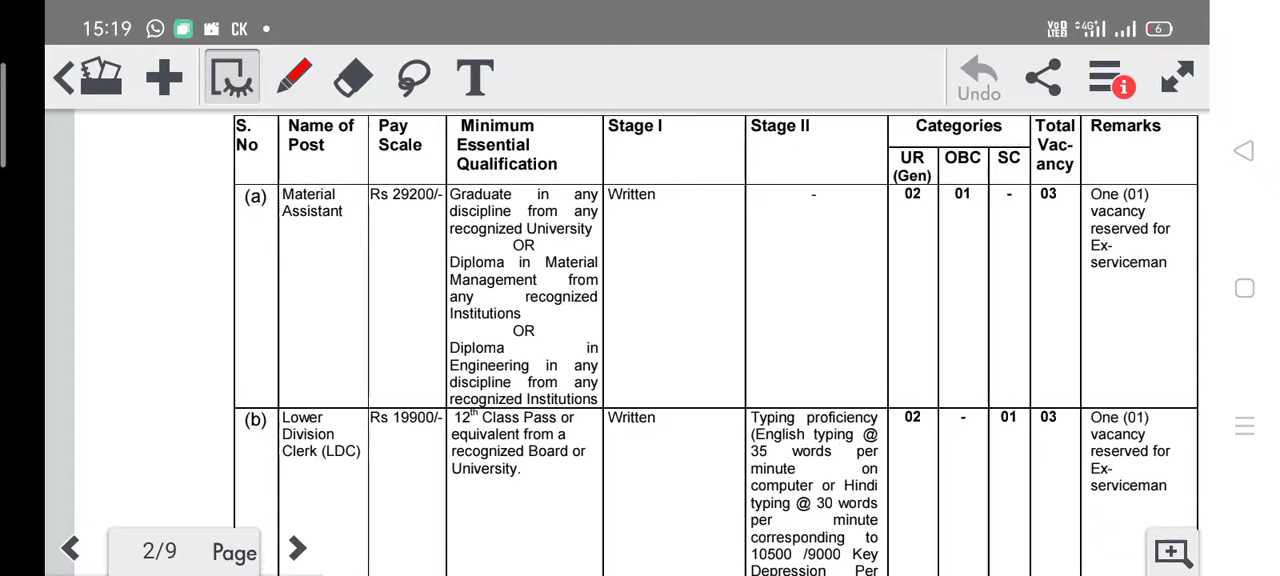 15:19 CK VoD LTE2 4G 6
T Undo i
S. No Name of Post Pay Scale Minimum Essential Qualification Stage I Stage II Categories Total Vac-ancy Remarks
UR (Gen) OBC SC
(a) Material Assistant Rs 29200/- Graduate in any Written - 02 01 - 03 One (01)
discipline from any vacancy
recognized University reserved for
OR Ex-
Diploma in Material serviceman
Management from
any recognized
Institutions
OR
Diploma in
Engineering in any
discipline from any
recognized Institutions
(b) Lower Division Clerk (LDC) Rs 19900/- 12th Class Pass or Written Typing proficiency 02 - 01 03 One (01)
equivalent from a (English typing @ vacancy
recognized Board or 35 words per reserved for
University. minute on Ex-
computer or Hindi serviceman
typing @ 30 words
per minute
corresponding to
10500 /9000 Key
Depression Per
2/9 Page